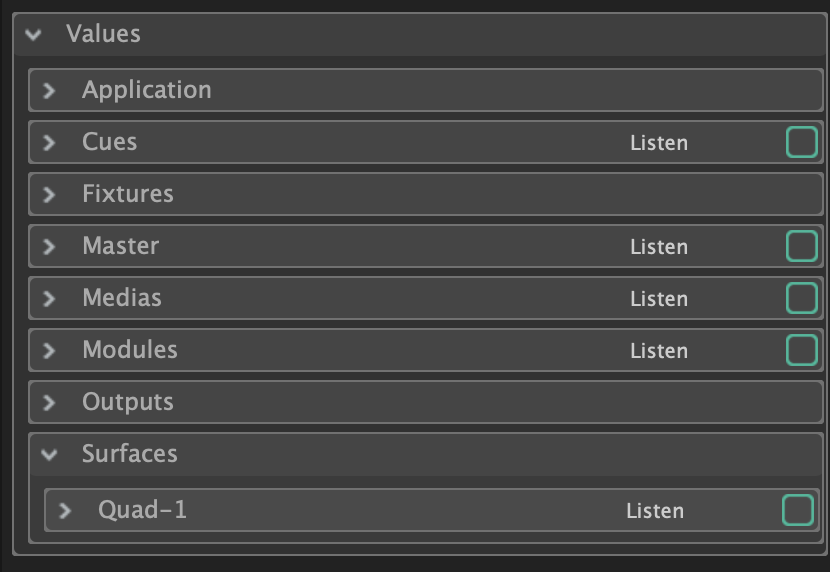 Values
Application
Cues Listen
Fixtures
Master Listen
Medias Listen
Modules Listen
Outputs
Surfaces
Quad-1 Listen